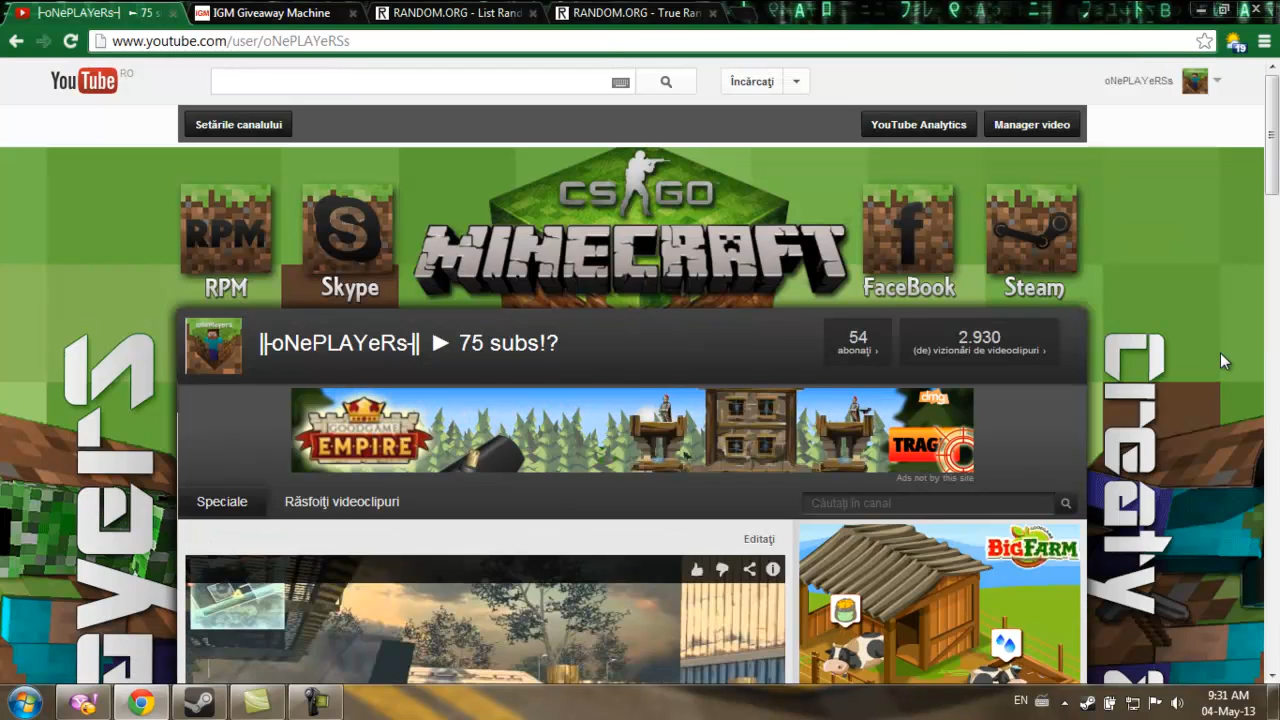 ╟oNePLAYeRs╢ ► 75 s
IGM Giveaway Machine
RANDOM.ORG - List Rand
RANDOM.ORG - True Ran
www.youtube.com/user/oNePLAYeRSs
19
YouTube RO
Încărcați
oNePLAYeRSs
Setările canalului
YouTube Analytics
Manager video
CS GO
MINECRAFT
RPM
RPM
Skype
FaceBook
Steam
╟oNePLAYeRs╢ ► 75 subs!?
54
abonați ›
2.930
(de) vizionări de videoclipuri ›
GOODGAME
EMPIRE
dmg!
TRAG
Ads not by this site
Speciale
Răsfoiți videoclipuri
Căutați în canal
Editați
BIGFARM
EN
9:31 AM
04-May-13